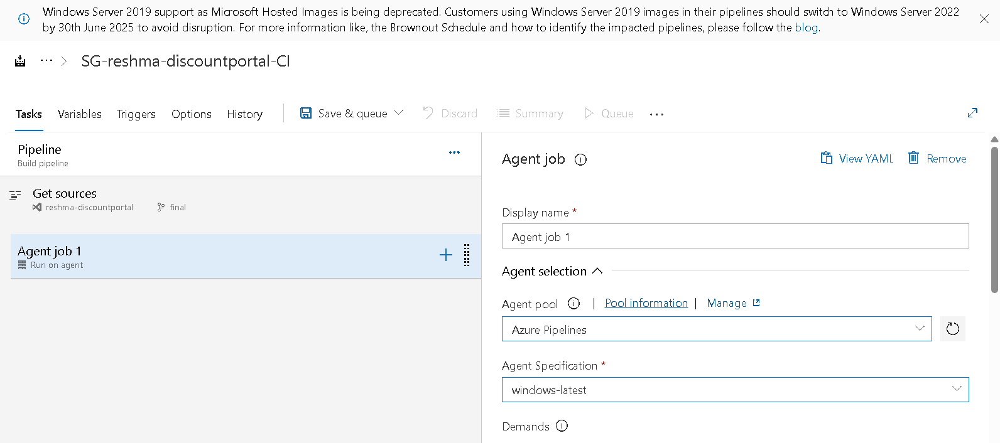 Windows Server 2019 support as Microsoft Hosted Images is being deprecated. Customers using Windows Server 2019 images in their pipelines should switch to Windows Server 2022
by 30th June 2025 to avoid disruption. For more information like, the Brownout Schedule and how to identify the impacted pipelines, please follow the blog.
SG-reshma-discountportal-CI
Tasks Variables Triggers Options History Save & queue Discard Summary Queue
Pipeline
Build pipeline
Get sources
reshma-discountportal final
Agent job 1
Run on agent
Agent job View YAML Remove
Display name *
Agent job 1
Agent selection
Agent pool | Pool information | Manage
Azure Pipelines
Agent Specification *
windows-latest
Demands